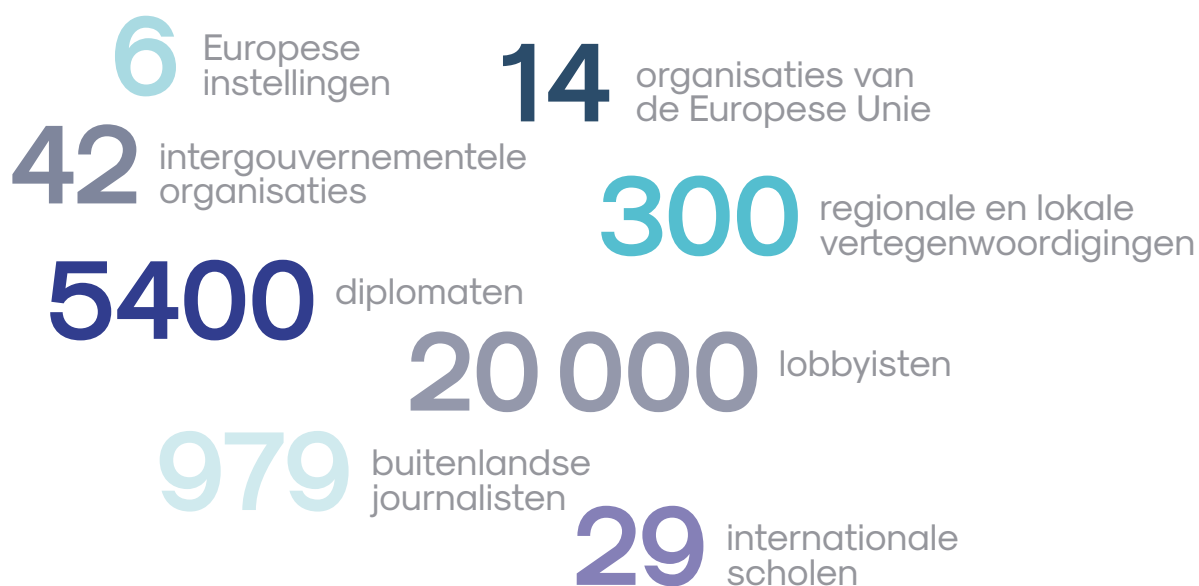 6 Europese
instellingen
14 organisaties van
de Europese Unie
42 intergouvernementele
organisaties
300 regionale en lokale
vertegenwoordigingen
5400 diplomaten
20 000 lobbyisten
979 buitenlandse
journalisten
29 internationale
scholen